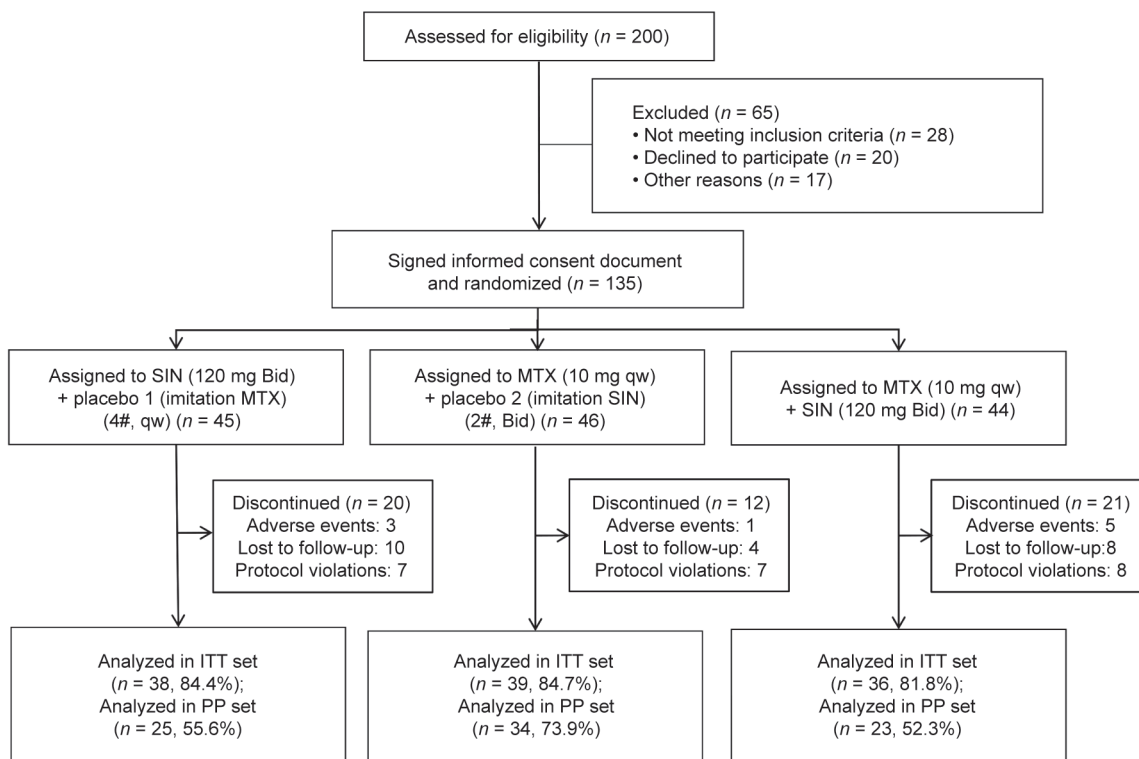 Assessed for eligibility (n = 200)
Excluded (n = 65)
• Not meeting inclusion criteria (n = 28)
• Declined to participate (n = 20)
• Other reasons (n = 17)
Signed informed consent document
and randomized (n = 135)
Assigned to SIN (120 mg Bid)
+ placebo 1 (imitation MTX)
(4#, qw) (n = 45)
Assigned to MTX (10 mg qw)
+ placebo 2 (imitation SIN)
(2#, Bid) (n = 46)
Assigned to MTX (10 mg qw)
+ SIN (120 mg Bid) (n = 44)
Discontinued (n = 20)
Adverse events: 3
Lost to follow-up: 10
Protocol violations: 7
Discontinued (n = 12)
Adverse events: 1
Lost to follow-up: 4
Protocol violations: 7
Discontinued (n = 21)
Adverse events: 5
Lost to follow-up:8
Protocol violations: 8
Analyzed in ITT set
(n = 38, 84.4%);
Analyzed in PP set
(n = 25, 55.6%)
Analyzed in ITT set
(n = 39, 84.7%);
Analyzed in PP set
(n = 34, 73.9%)
Analyzed in ITT set
(n = 36, 81.8%);
Analyzed in PP set
(n = 23, 52.3%)